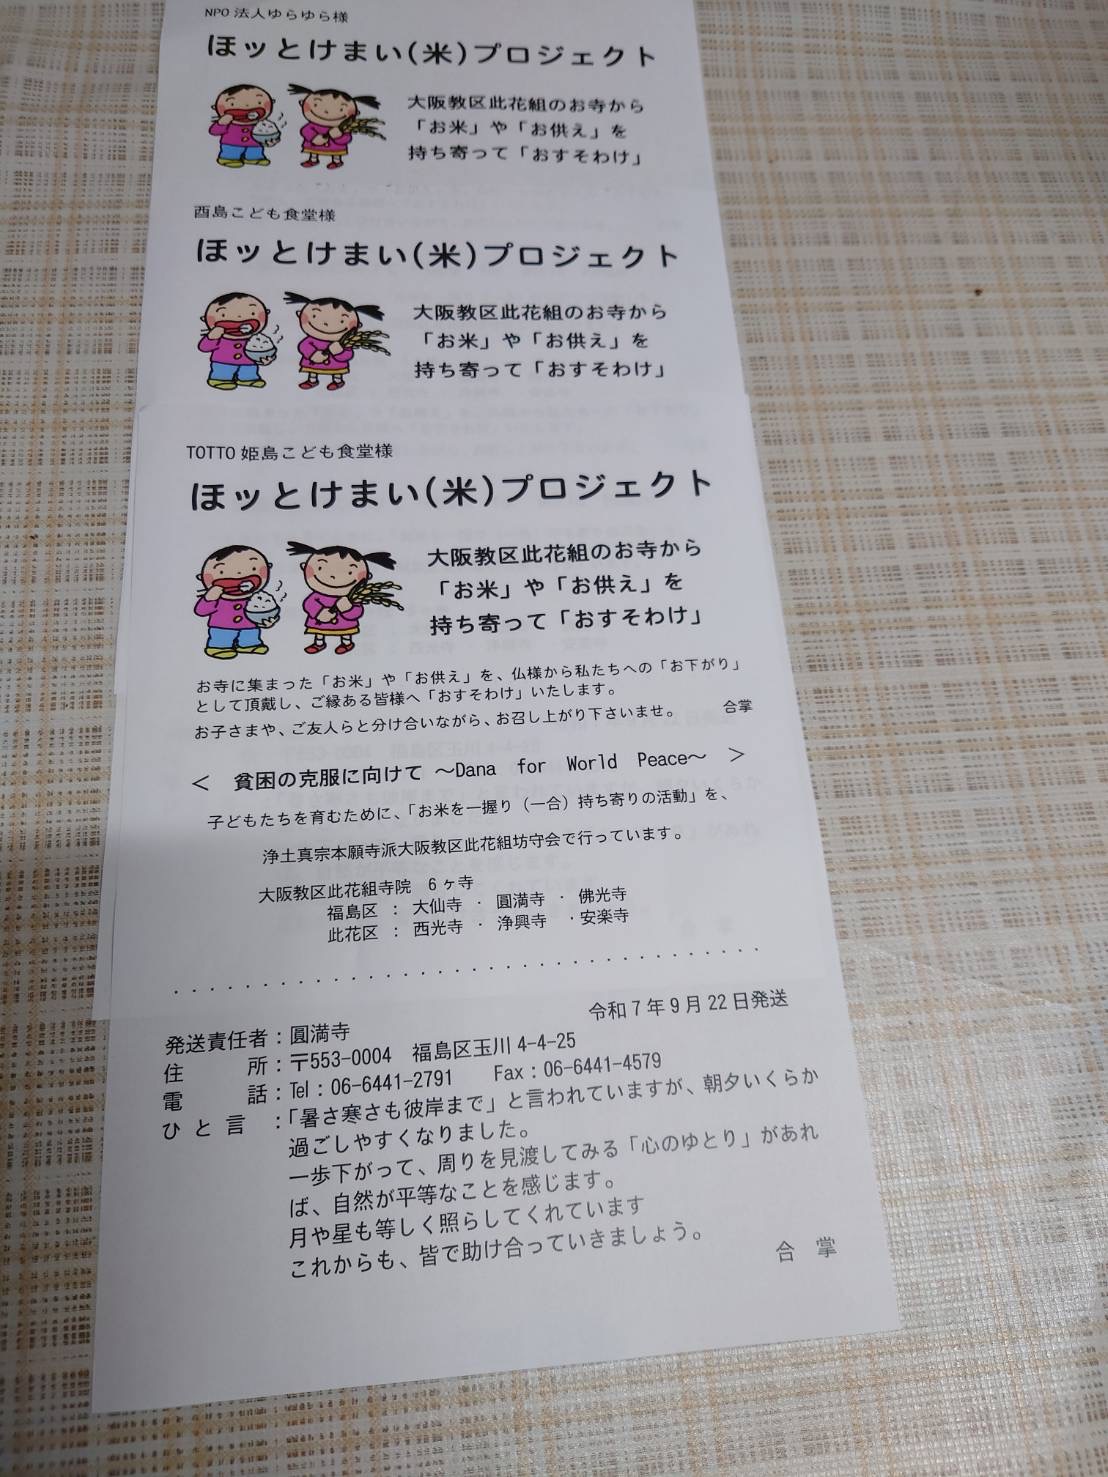 NPO 法人ゆらゆら様
ほッとけまい(米)プロジェクト
大阪教区此花組のお寺から
「お米」や「お供え」を
持ち寄って「おすそわけ」
酉島こども食堂様
ほッとけまい(米)プロジェクト
大阪教区此花組のお寺から
「お米」や「お供え」を
持ち寄って「おすそわけ」
TOTTO 姫島こども食堂様
ほッとけまい(米)プロジェクト
大阪教区此花組のお寺から
「お米」や「お供え」を
持ち寄って「おすそわけ」
お寺に集まった「お米」や「お供え」を、仏様から私たちへの「お下がり」
として頂戴し、ご縁ある皆様へ「おすそわけ」いたします。
お子さまや、ご友人らと分け合いながら、お召し上がり下さいませ。 合掌
< 貧困の克服に向けて ～Dana for World Peace～ >
子どもたちを育むために、「お米を一握り（一合）持ち寄りの活動」を、
浄土真宗本願寺派大阪教区此花組坊守会で行っています。
大阪教区此花組寺院 6ヶ寺
福島区 : 大仙寺 ・ 圓満寺 ・ 佛光寺
此花区 : 西光寺 ・ 浄興寺 ・安楽寺
令和7年9月22日発送
発送責任者：圓満寺
住 所：〒553-0004 福島区玉川4-4-25
電 話：Tel：06-6441-2791 Fax：06-6441-4579
ひと言 ：「暑さ寒さも彼岸まで」と言われていますが、朝夕いくらか
過ごしやすくなりました。
一歩下がって、周りを見渡してみる「心のゆとり」があれ
ば、自然が平等なことを感じます。
月や星も等しく照らしてくれています
これからも、皆で助け合っていきましょう。
合 掌